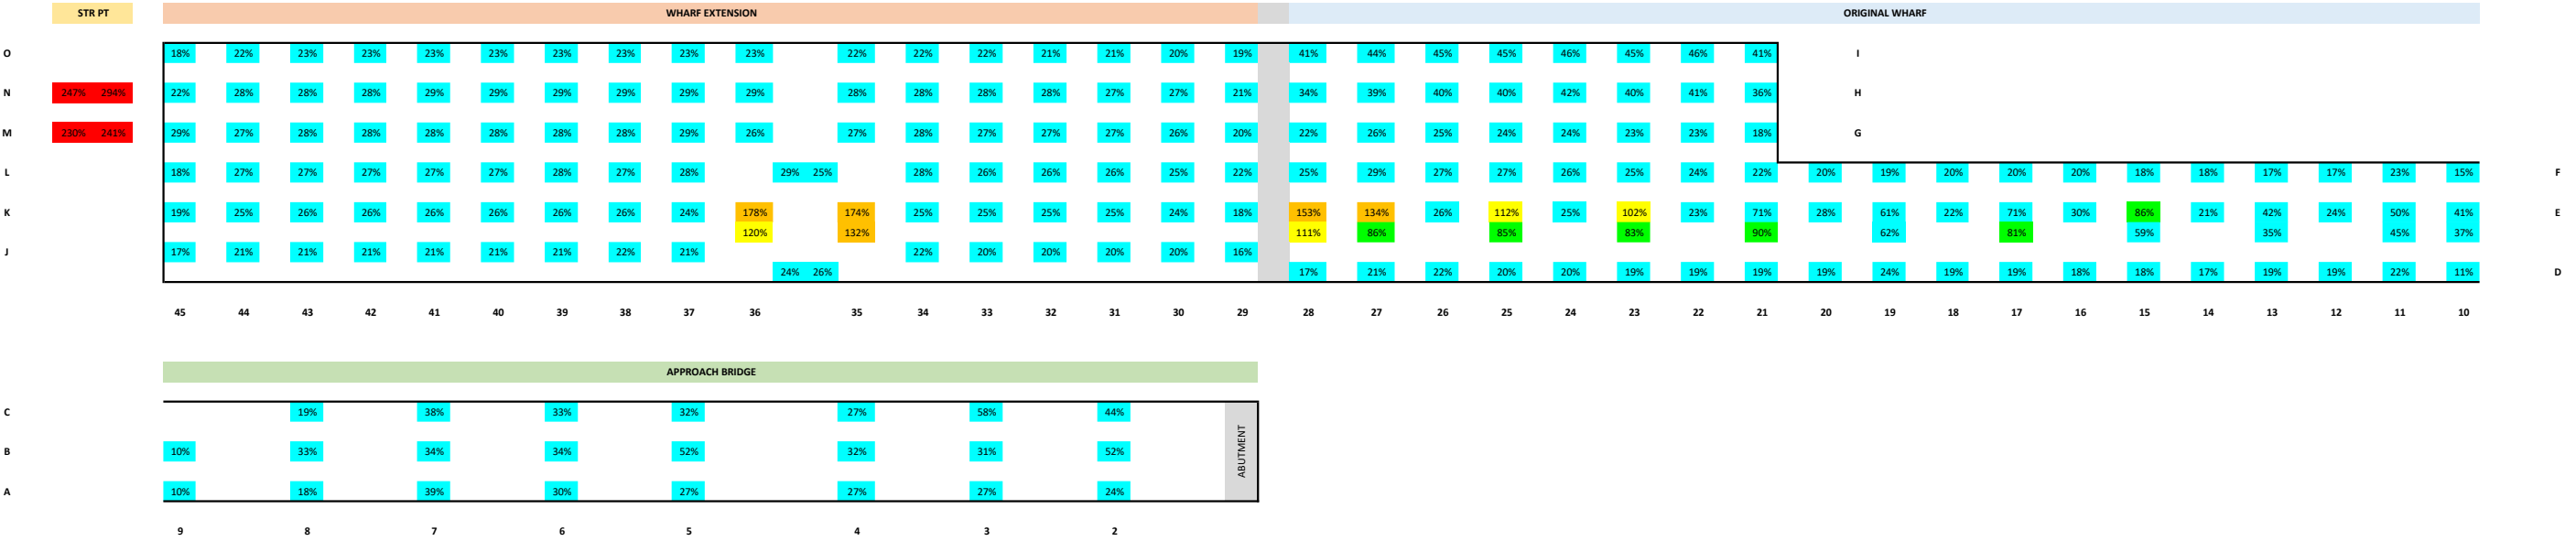 STR PT WHARF EXTENSION ORIGINAL WHARF
O 18% 22% 23% 23% 23% 23% 23% 23% 23% 23% 22% 22% 22% 21% 21% 20% 19% 41% 44% 45% 45% 46% 45% 46% 41% I
N 247% 294% 22% 28% 28% 28% 29% 29% 29% 29% 29% 29% 28% 28% 28% 28% 27% 27% 21% 34% 39% 40% 40% 42% 40% 41% 36% H
M 230% 241% 29% 27% 28% 28% 28% 28% 28% 28% 29% 26% 27% 28% 27% 27% 27% 26% 20% 22% 26% 25% 24% 24% 23% 23% 18% G
L 18% 27% 27% 27% 27% 27% 28% 27% 28% 29% 25% 28% 26% 26% 26% 25% 22% 25% 29% 27% 27% 26% 25% 24% 22% 20% 19% 20% 20% 20% 18% 18% 17% 17% 23% 15% F
K 19% 25% 26% 26% 26% 26% 26% 26% 24% 178% 174% 25% 25% 25% 25% 24% 18% 153% 134% 26% 112% 25% 102% 23% 71% 28% 61% 22% 71% 30% 86% 21% 42% 24% 50% 41% E
120% 132% 111% 86% 85% 83% 90% 62% 81% 59% 35% 45% 37%
J 17% 21% 21% 21% 21% 21% 21% 22% 21% 22% 20% 20% 20% 20% 16%
24% 26% 17% 21% 22% 20% 20% 19% 19% 19% 19% 24% 19% 19% 18% 18% 17% 19% 19% 22% 11% D
45 44 43 42 41 40 39 38 37 36 35 34 33 32 31 30 29 28 27 26 25 24 23 22 21 20 19 18 17 16 15 14 13 12 11 10
APPROACH BRIDGE
C 19% 38% 33% 32% 27% 58% 44%
B 10% 33% 34% 34% 52% 32% 31% 52%
ABUTMENT
A 10% 18% 39% 30% 27% 27% 27% 24%
9 8 7 6 5 4 3 2